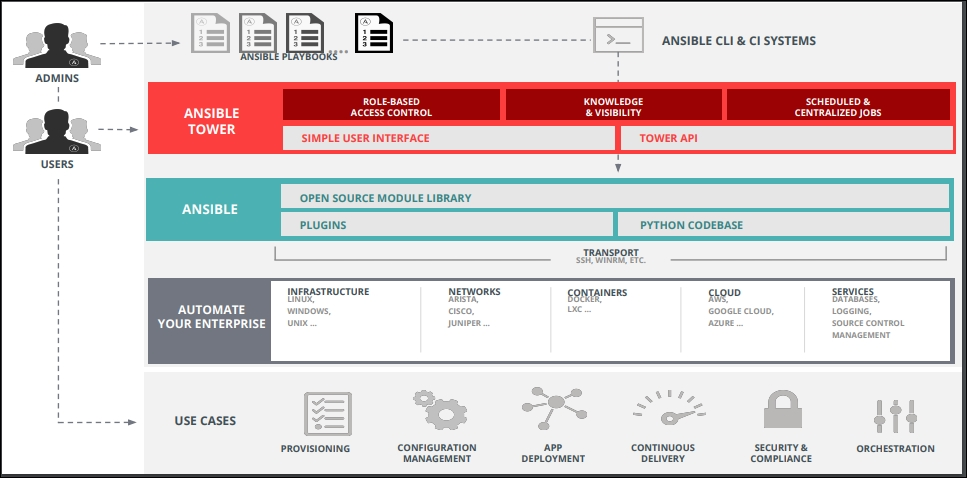 ANSIBLE PLAYBOOKS
ANSIBLE CLI & CI SYSTEMS
ADMINS
USERS
ANSIBLE
TOWER
ROLE-BASED
ACCESS CONTROL
KNOWLEDGE
& VISIBILITY
SCHEDULED &
CENTRALIZED JOBS
SIMPLE USER INTERFACE
TOWER API
ANSIBLE
OPEN SOURCE MODULE LIBRARY
PLUGINS
PYTHON CODEBASE
TRANSPORT
SSH, WINRM, ETC.
AUTOMATE
YOUR ENTERPRISE
INFRASTRUCTURE
LINUX,
WINDOWS,
UNIX ...
NETWORKS
ARISTA,
CISCO,
JUNIPER ...
CONTAINERS
DOCKER,
LXC ...
CLOUD
AWS,
GOOGLE CLOUD,
AZURE ...
SERVICES
DATABASES,
LOGGING,
SOURCE CONTROL
MANAGEMENT
USE CASES
PROVISIONING
CONFIGURATION
MANAGEMENT
APP
DEPLOYMENT
CONTINUOUS
DELIVERY
SECURITY &
COMPLIANCE
ORCHESTRATION